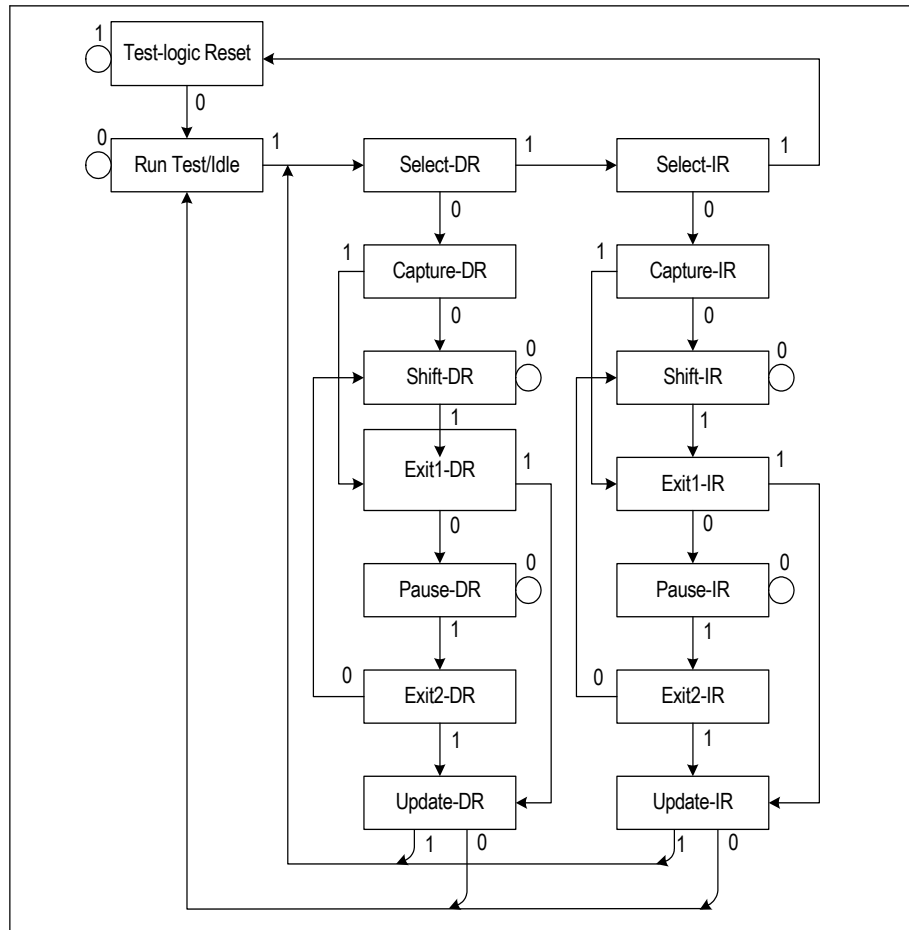 1
Test-logic Reset
0
0
Run Test/Idle
1
Select-DR
1
Select-IR
1
0
0
1
Capture-DR
1
Capture-IR
0
0
Shift-DR
0
Shift-IR
0
1
1
Exit1-DR
1
Exit1-IR
1
0
0
Pause-DR
0
Pause-IR
0
1
1
0
Exit2-DR
0
Exit2-IR
1
1
Update-DR
Update-IR
1
0
1
0